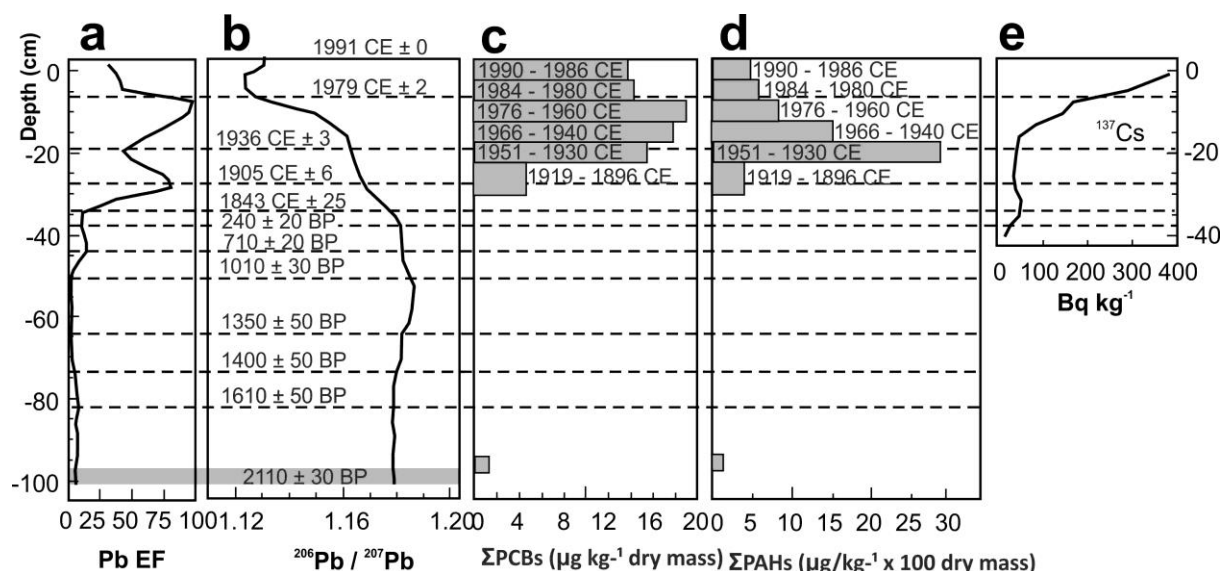 a
b
c
d
e
Depth (cm)
0
-20
-40
-60
-80
-100
0 25 50 75 100
Pb EF
1991 CE ± 0
1979 CE ± 2
1936 CE ± 3
1905 CE ± 6
1843 CE ± 25
240 ± 20 BP
710 ± 20 BP
1010 ± 30 BP
1350 ± 50 BP
1400 ± 50 BP
1610 ± 50 BP
2110 ± 30 BP
1.12 1.16 1.20
²⁰⁶Pb / ²⁰⁷Pb
1990 - 1986 CE
1984 - 1980 CE
1976 - 1960 CE
1966 - 1940 CE
1951 - 1930 CE
1919 - 1896 CE
0 4 8 12 16 20
ΣPCBs (µg kg-¹ dry mass)
1990 - 1986 CE
1984 - 1980 CE
1976 - 1960 CE
1966 - 1940 CE
1951 - 1930 CE
1919 - 1896 CE
0 5 10 15 20 25 30
ΣPAHs (µg/kg-¹ x 100 dry mass)
¹³⁷Cs
0
-20
-40
0 100 200 300 400
Bq kg-¹